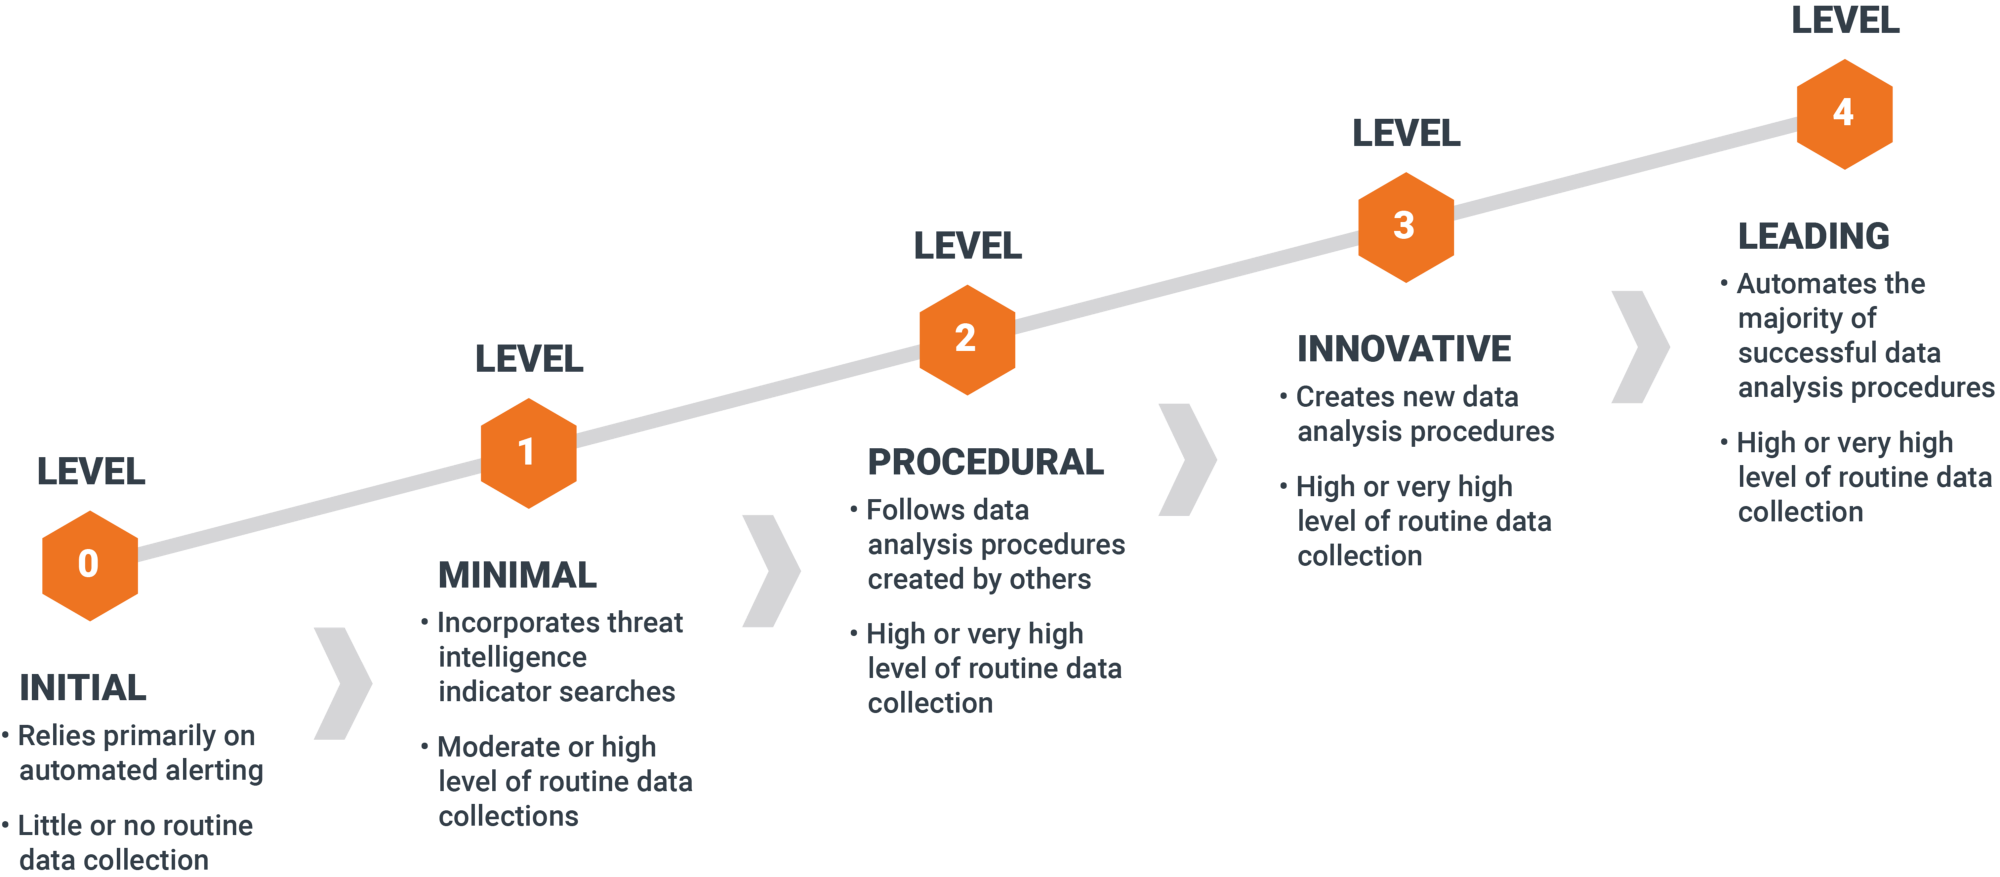 LEVEL
0
INITIAL
• Relies primarily on
automated alerting
• Little or no routine
data collection
LEVEL
1
MINIMAL
• Incorporates threat
intelligence
indicator searches
• Moderate or high
level of routine data
collections
LEVEL
2
PROCEDURAL
• Follows data
analysis procedures
created by others
• High or very high
level of routine data
collection
LEVEL
3
INNOVATIVE
• Creates new data
analysis procedures
• High or very high
level of routine data
collection
LEVEL
4
LEADING
• Automates the
majority of
successful data
analysis procedures
• High or very high
level of routine data
collection